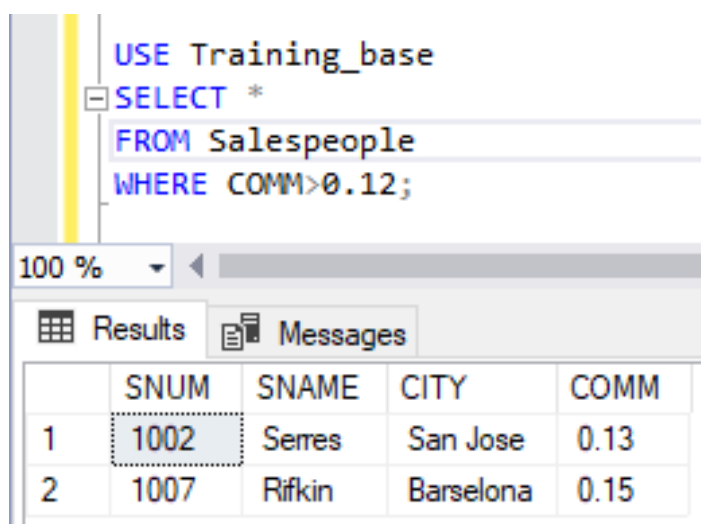 USE Training_base
SELECT *
FROM Salespeople
WHERE COMM>0.12;
100 %
Results Messages
SNUM SNAME CITY COMM
1 1002 Serres San Jose 0.13
2 1007 Rifkin Barselona 0.15